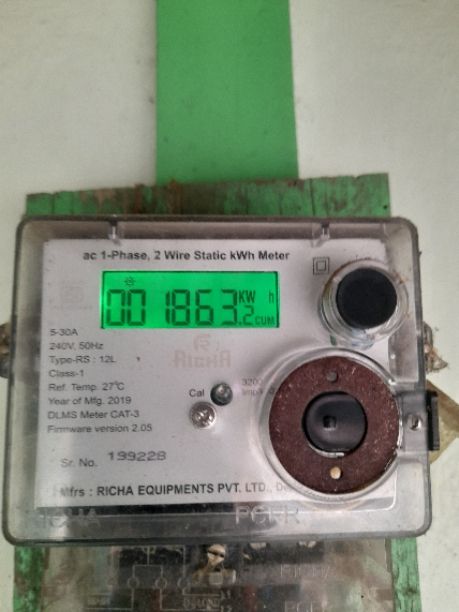 ac 1-Phase, 2 Wire Static kWh Meter
001863.2 KW h
CUM
5-30A
240V, 50Hz
Type-RS : 12L
Class-1
Ref. Temp. 27°C
Year of Mfg. 2019
DLMS Meter CAT-3
Firmware version 2.05
RICHA
Cal
3200
Sr. No. 199228
Mfrs : RICHA EQUIPMENTS PVT. LTD.,